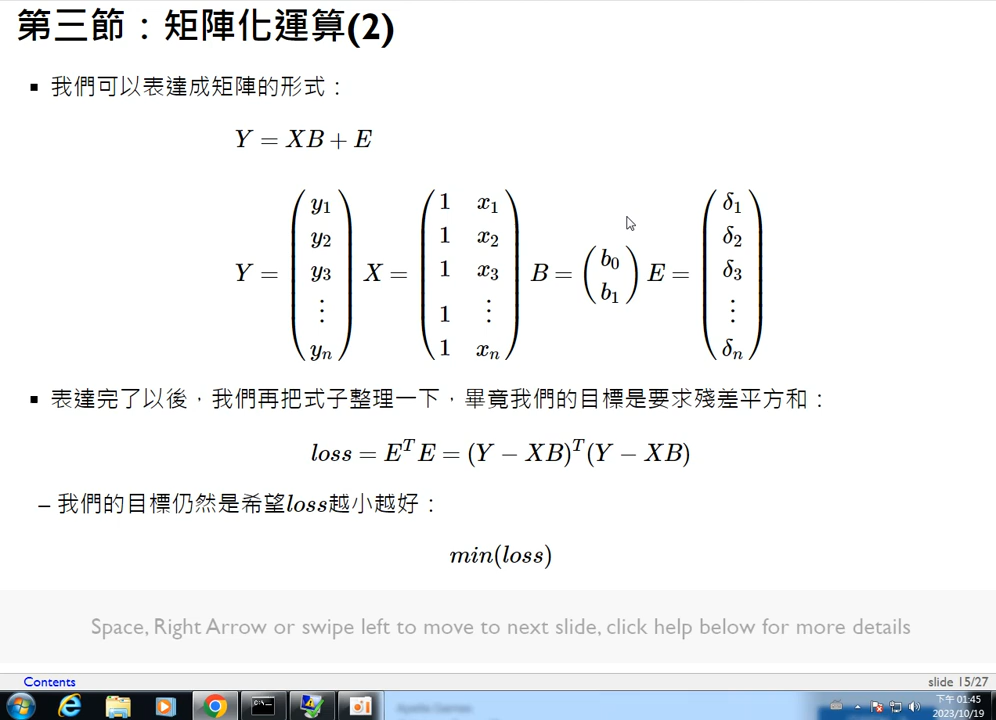 第三節：矩陣化運算(2)
▪ 我們可以表達成矩陣的形式：
Y = XB + E
Y = (y₁ y₂ y₃ ⋮ yₙ) X = (1 x₁ 1 x₂ 1 x₃ 1 ⋮ 1 xₙ) B = (b₀ b₁) E = (δ₁ δ₂ δ₃ ⋮ δₙ)
▪ 表達完了以後，我們再把式子整理一下，畢竟我們的目標是要求殘差平方和：
loss = EᵀE = (Y − XB)ᵀ(Y − XB)
– 我們的目標仍然是希望loss越小越好：
min(loss)
Space, Right Arrow or swipe left to move to next slide, click help below for more details
Contents
slide 15/27
下午 01:45
2023/10/19